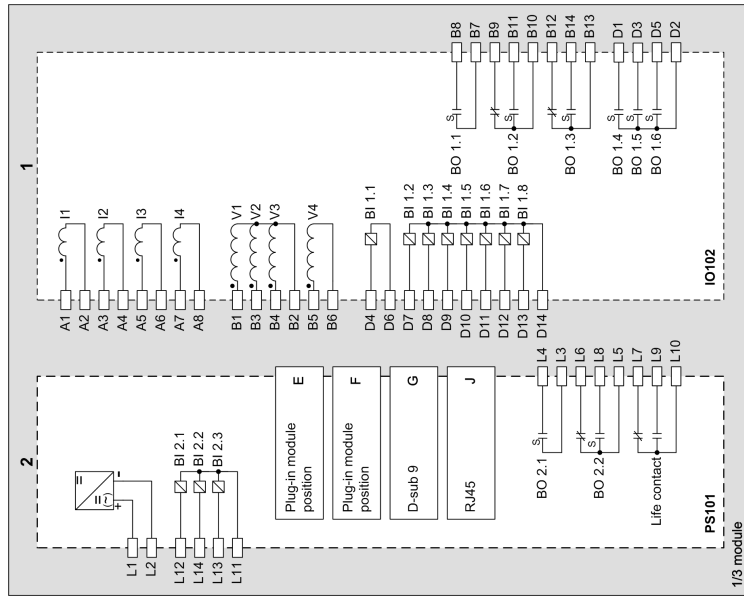 1
A1
I1
A2
A3
I2
A4
A5
I3
A6
A7
I4
A8
B1
V1
B3
V2
B4
V3
B2
B5
V4
B6
D4
BI 1.1
D6
D7
BI 1.2
D8
BI 1.3
D9
BI 1.4
D10
BI 1.5
D11
BI 1.6
D12
BI 1.7
D13
BI 1.8
D14
BO 1.1
S
B8
B7
BO 1.2
B9
S
B11
B10
BO 1.3
B12
S
B14
B13
BO 1.4
S
D1
BO 1.5
S
D3
BO 1.6
S
D5
D2
IO102
2
L1
+
=
=
(~)
L2
-
L12
BI 2.1
L14
BI 2.2
L13
BI 2.3
L11
Plug-in module
position
E
Plug-in module
position
F
D-sub 9
G
RJ45
J
BO 2.1
S
L4
L3
BO 2.2
L6
S
L8
L5
Life contact
L7
L9
L10
PS101
1/3 module